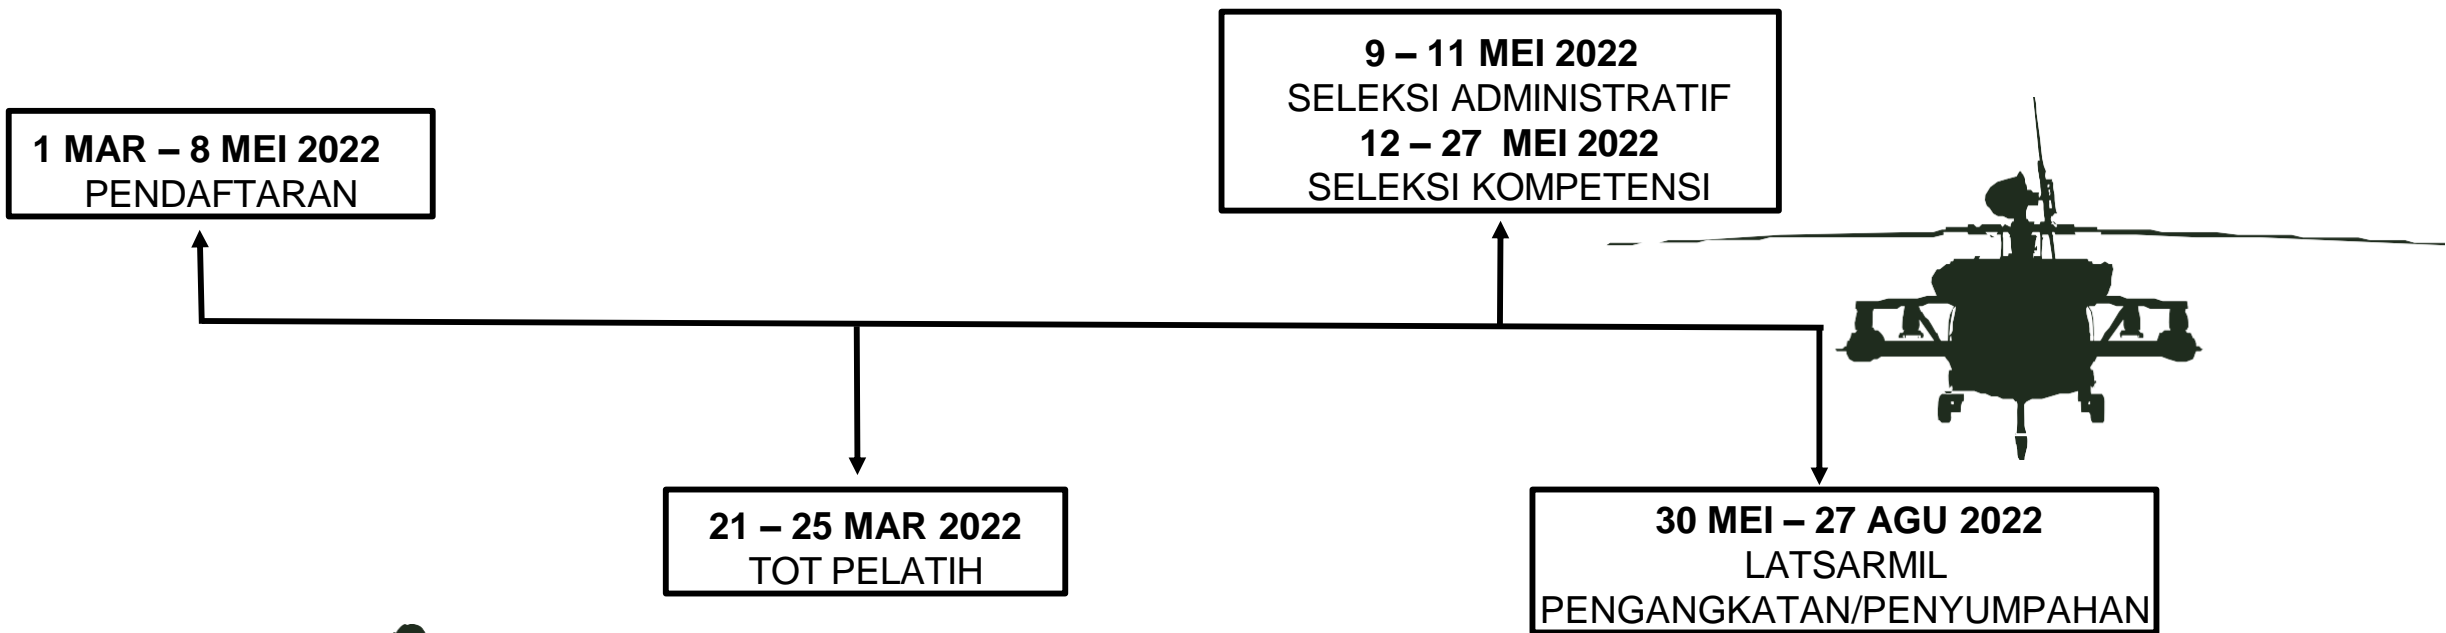 1 MAR – 8 MEI 2022
PENDAFTARAN
21 – 25 MAR 2022
TOT PELATIH
9 – 11 MEI 2022
SELEKSI ADMINISTRATIF
12 – 27 MEI 2022
SELEKSI KOMPETENSI
30 MEI – 27 AGU 2022
LATSARMIL
PENGANGKATAN/PENYUMPAHAN